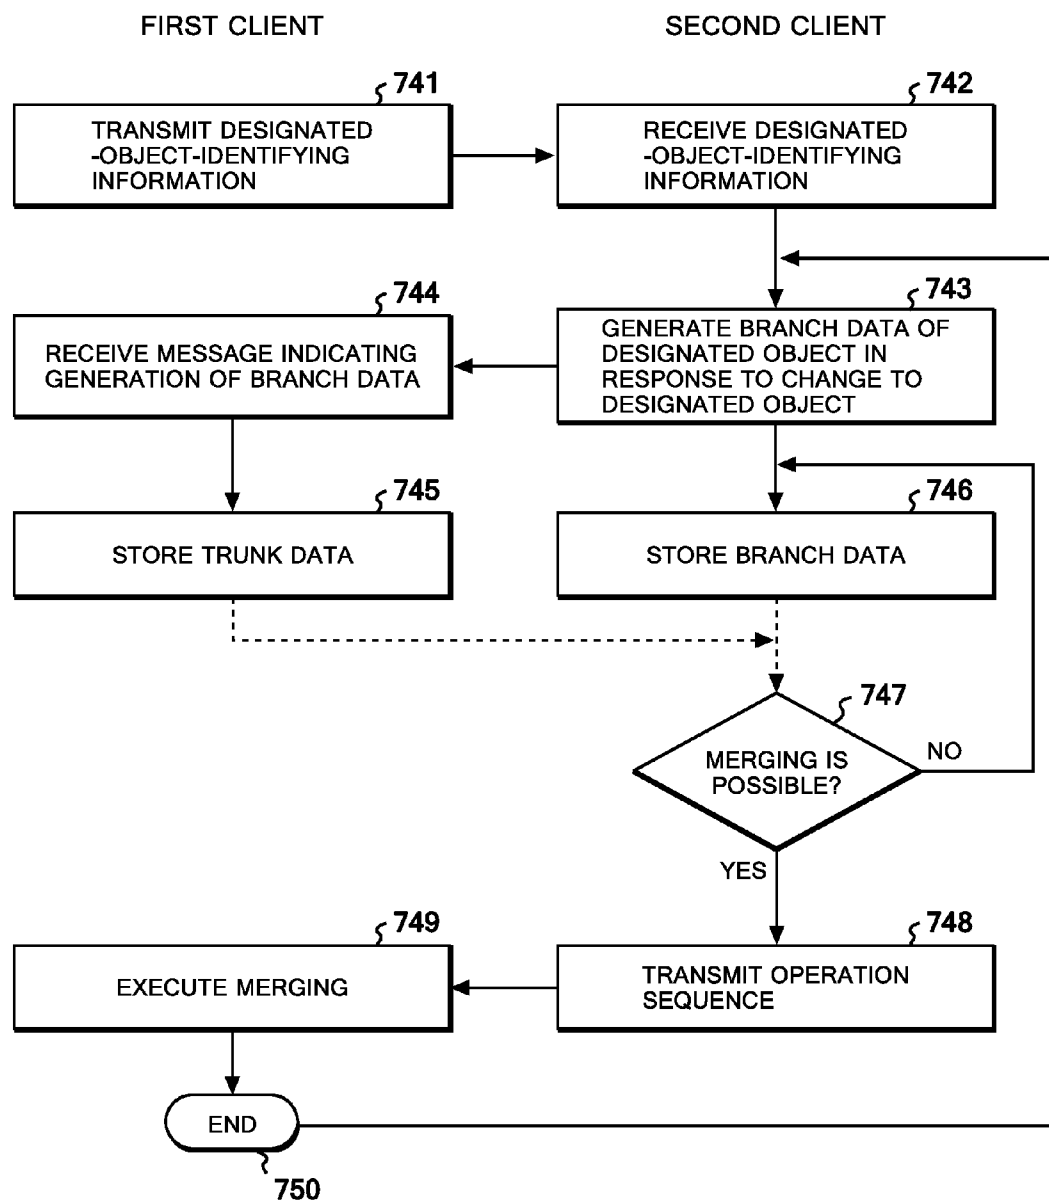 FIRST CLIENT
SECOND CLIENT
741
TRANSMIT DESIGNATED
-OBJECT-IDENTIFYING
INFORMATION
742
RECEIVE DESIGNATED
-OBJECT-IDENTIFYING
INFORMATION
744
RECEIVE MESSAGE INDICATING
GENERATION OF BRANCH DATA
743
GENERATE BRANCH DATA OF
DESIGNATED OBJECT IN
RESPONSE TO CHANGE TO
DESIGNATED OBJECT
745
STORE TRUNK DATA
746
STORE BRANCH DATA
747
MERGING IS
POSSIBLE?
NO
YES
749
EXECUTE MERGING
748
TRANSMIT OPERATION
SEQUENCE
END
750